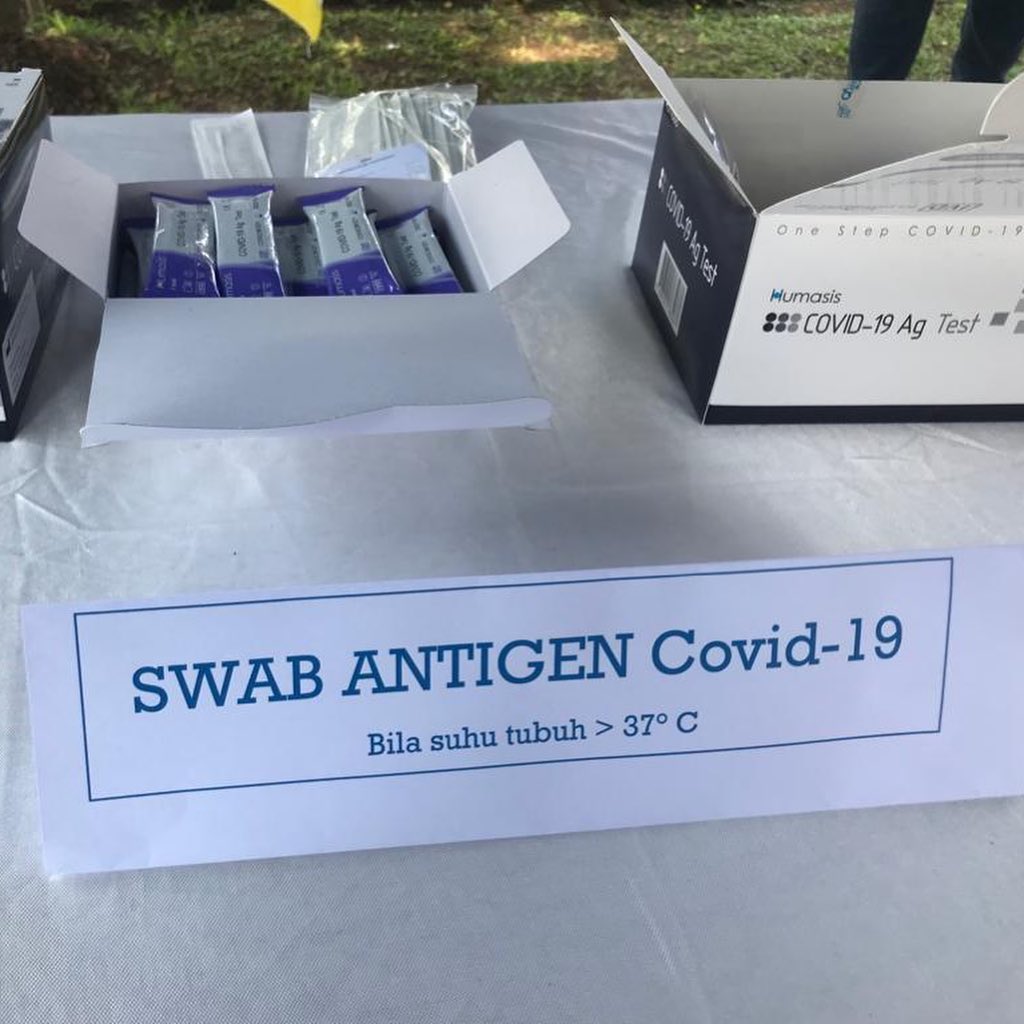 One Step COVID-19
Humasis
COVID-19 Ag Test
COVID-19 Ag Test
SWAB ANTIGEN Covid-19
Bila suhu tubuh > 37° C